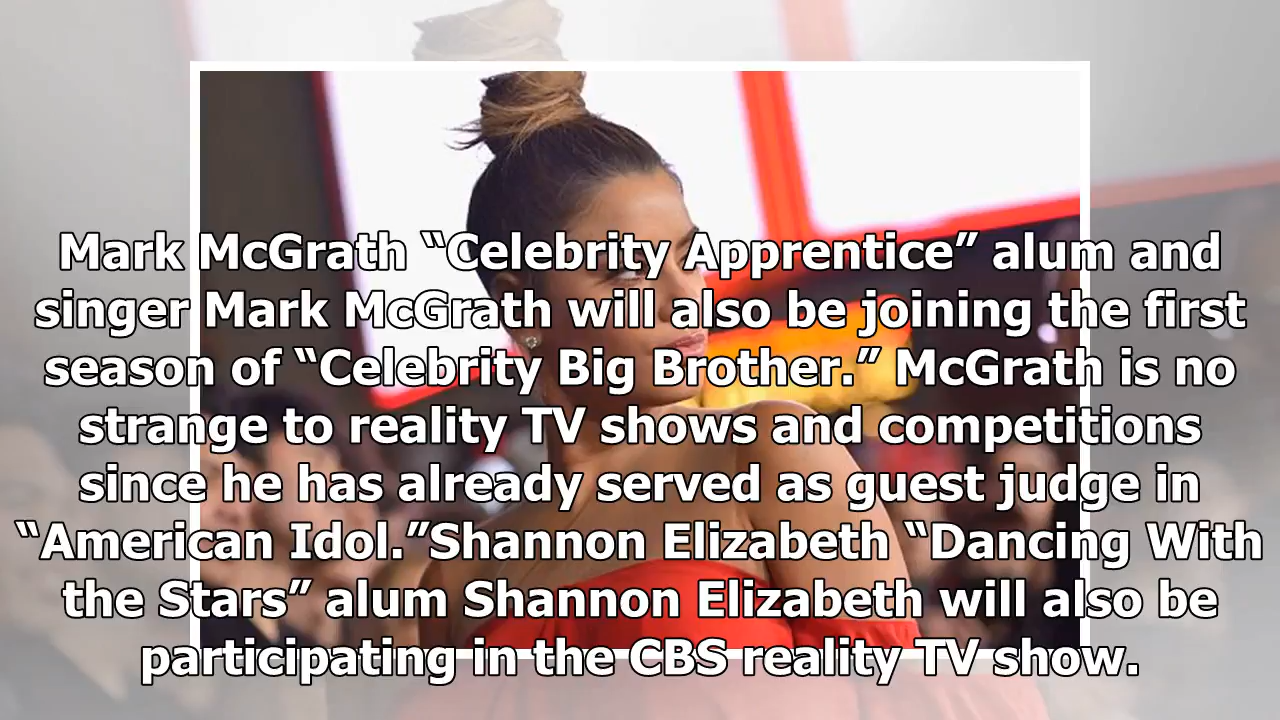 Mark McGrath “Celebrity Apprentice” alum and
singer Mark McGrath will also be joining the first
season of “Celebrity Big Brother.” McGrath is no
strange to reality TV shows and competitions
since he has already served as guest judge in
“American Idol.”Shannon Elizabeth “Dancing With
the Stars” alum Shannon Elizabeth will also be
participating in the CBS reality TV show.